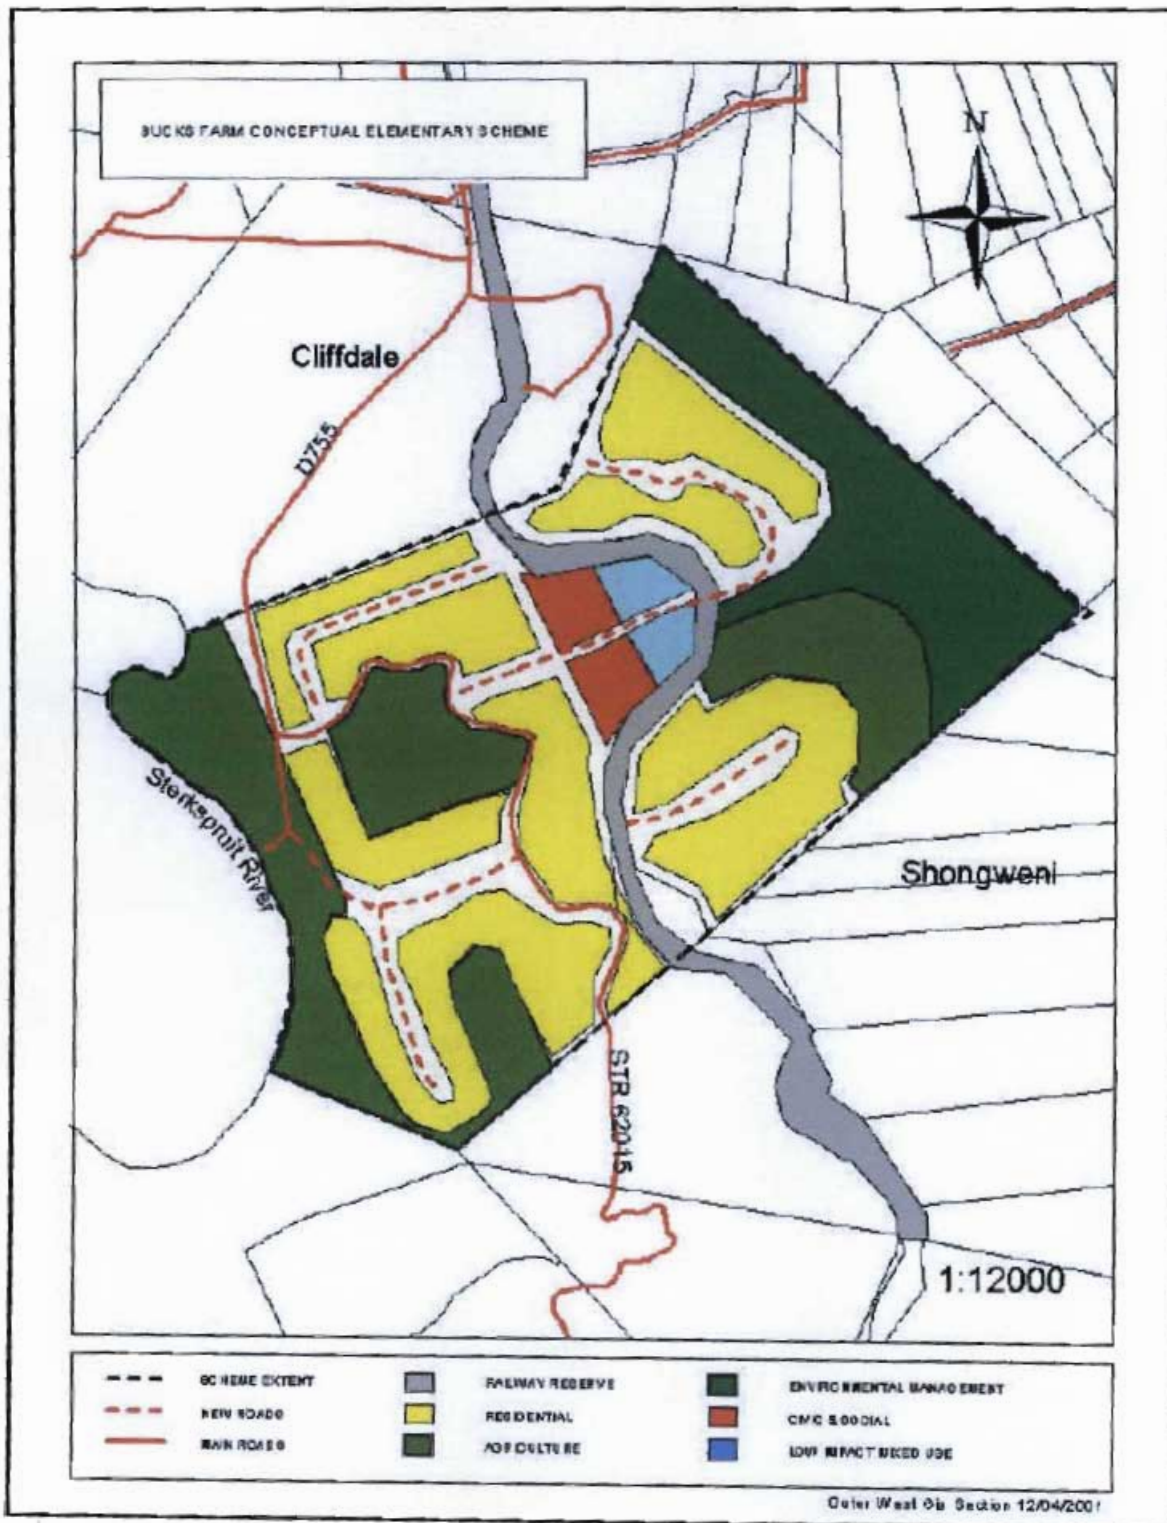 BUCKS FARM CONCEPTUAL ELEMENTARY SCHEME
N
Cliffdale
D755
Sterkspruit River
Shongweni
STR 62015
1:12000
SCHEME EXTENT
NEW ROADS
MAIN ROADS
RAILWAY RESERVE
RESIDENTIAL
AGRICULTURE
ENVIRONMENTAL MANAGEMENT
CIVIC & SOCIAL
LOW IMPACT MIXED USE
Outer West Gis Section 12/04/2001